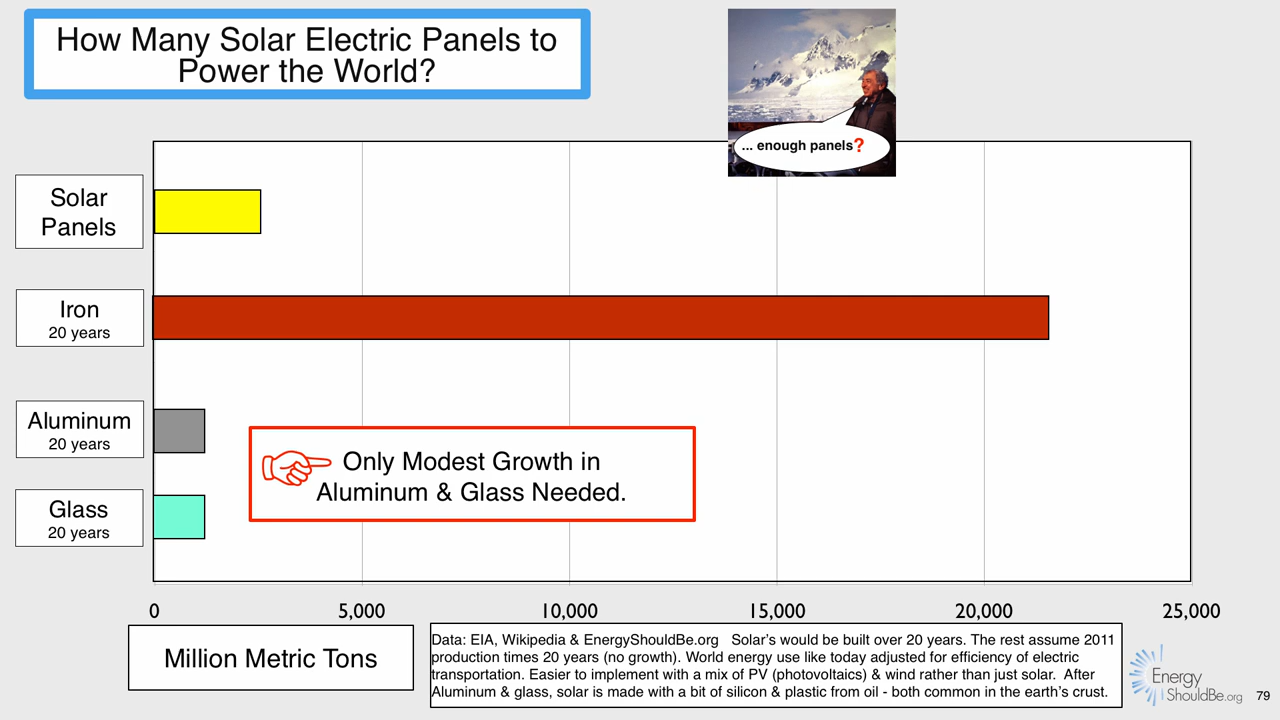 How Many Solar Electric Panels to
Power the World?
... enough panels?
Solar
Panels
Iron
20 years
Aluminum
20 years
Only Modest Growth in
Aluminum & Glass Needed.
Glass
20 years
0 5,000 10,000 15,000 20,000 25,000
Million Metric Tons
Data: EIA, Wikipedia & EnergyShouldBe.org Solar's would be built over 20 years. The rest assume 2011
production times 20 years (no growth). World energy use like today adjusted for efficiency of electric
transportation. Easier to implement with a mix of PV (photovoltaics) & wind rather than just solar. After
Aluminum & glass, solar is made with a bit of silicon & plastic from oil - both common in the earth's crust.
Energy
ShouldBe.org
79